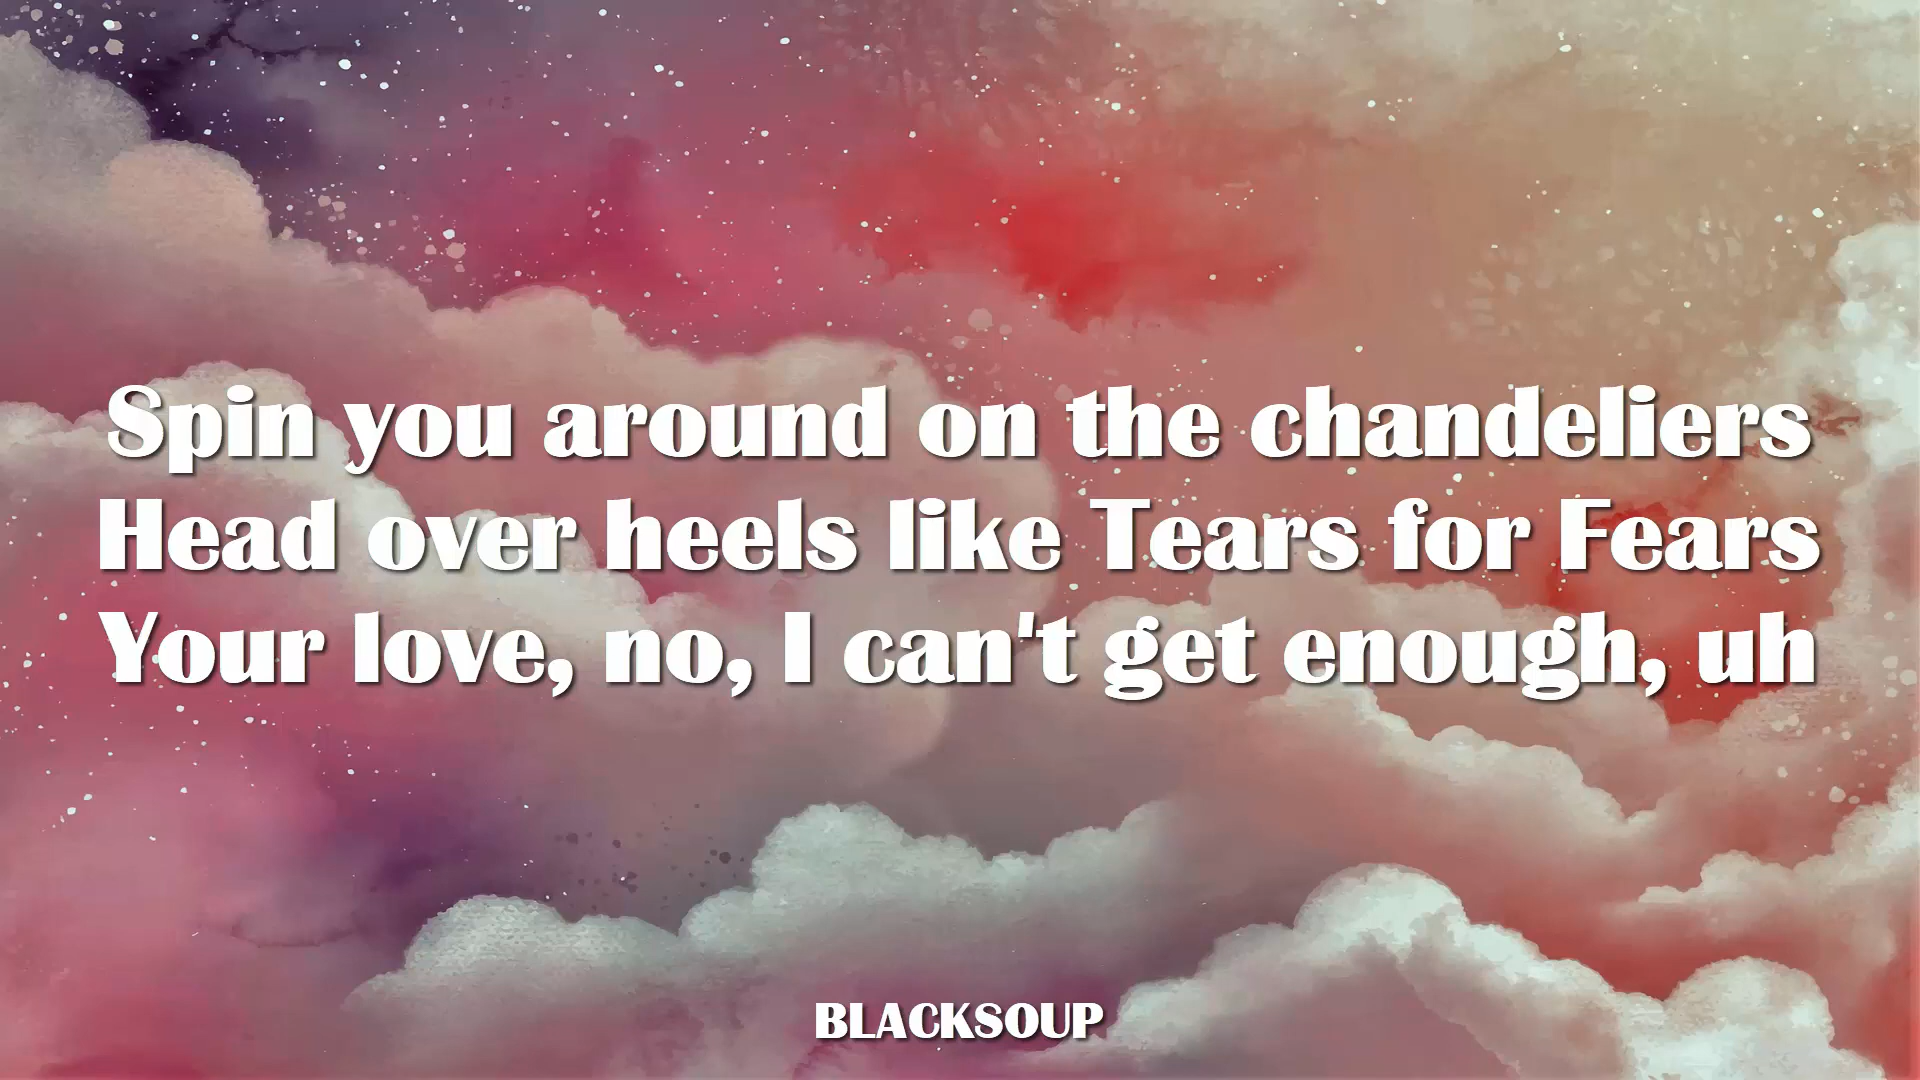 Spin you around on the chandeliers
Head over heels like Tears for Fears
Your love, no, I can't get enough, uh
BLACKSOUP